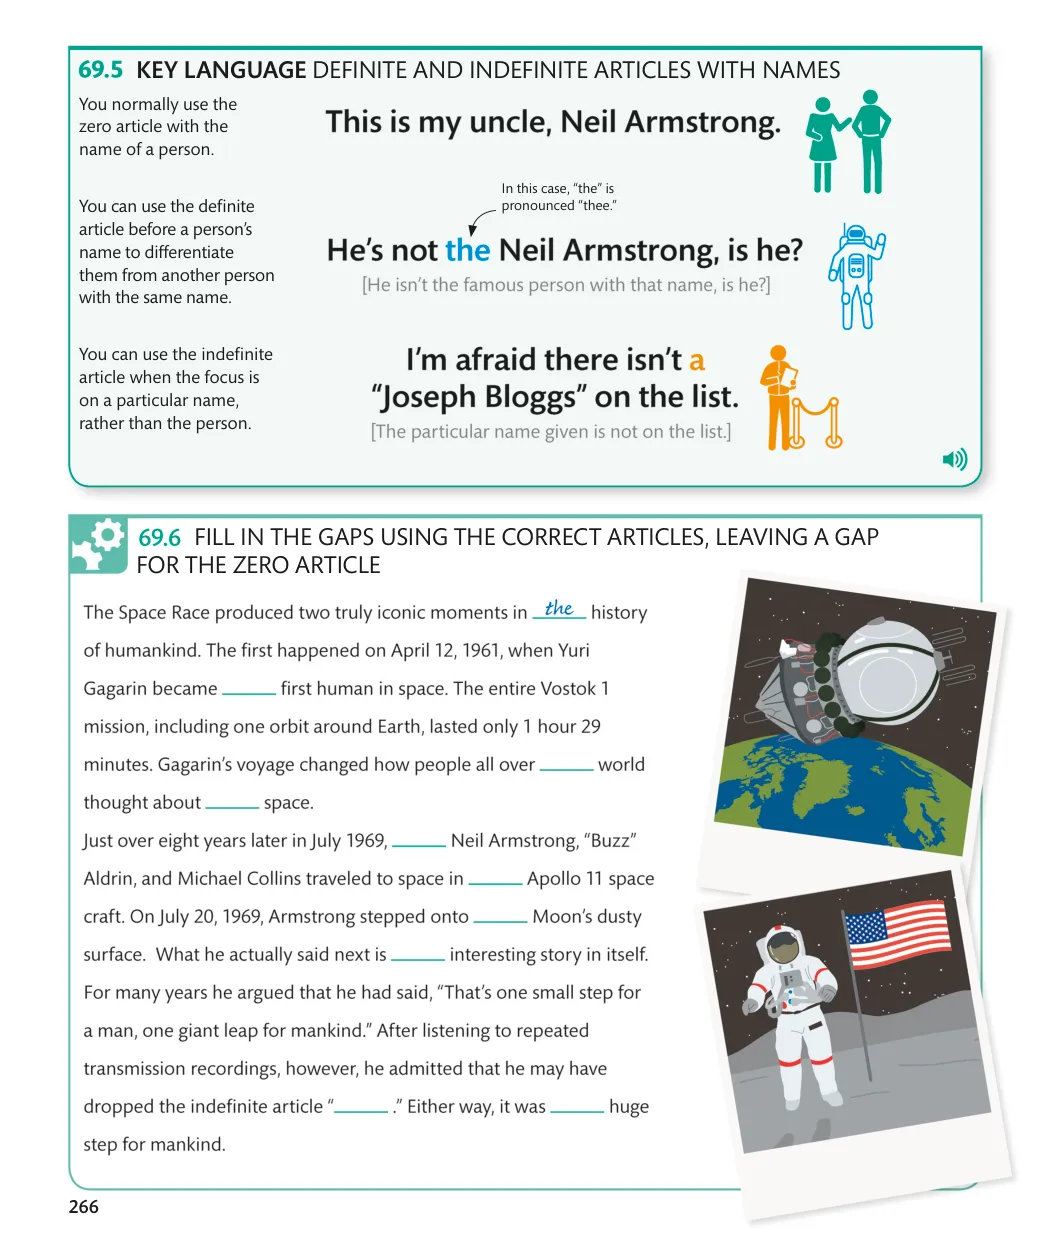 69.5 KEY LANGUAGE DEFINITE AND INDEFINITE ARTICLES WITH NAMES
You normally use the
zero article with the
name of a person.
This is my uncle, Neil Armstrong.
In this case, “the” is
pronounced “thee.”
You can use the definite
article before a person’s
name to differentiate
them from another person
with the same name.
He’s not the Neil Armstrong, is he?
[He isn’t the famous person with that name, is he?]
You can use the indefinite
article when the focus is
on a particular name,
rather than the person.
I’m afraid there isn’t a
“Joseph Bloggs” on the list.
[The particular name given is not on the list.]
69.6 FILL IN THE GAPS USING THE CORRECT ARTICLES, LEAVING A GAP
FOR THE ZERO ARTICLE
The Space Race produced two truly iconic moments in the history
of humankind. The first happened on April 12, 1961, when Yuri
Gagarin became ______ first human in space. The entire Vostok 1
mission, including one orbit around Earth, lasted only 1 hour 29
minutes. Gagarin’s voyage changed how people all over ______ world
thought about ______ space.
Just over eight years later in July 1969, ______ Neil Armstrong, “Buzz”
Aldrin, and Michael Collins traveled to space in ______ Apollo 11 space
craft. On July 20, 1969, Armstrong stepped onto ______ Moon’s dusty
surface. What he actually said next is ______ interesting story in itself.
For many years he argued that he had said, “That’s one small step for
a man, one giant leap for mankind.” After listening to repeated
transmission recordings, however, he admitted that he may have
dropped the indefinite article “______ .” Either way, it was ______ huge
step for mankind.
266